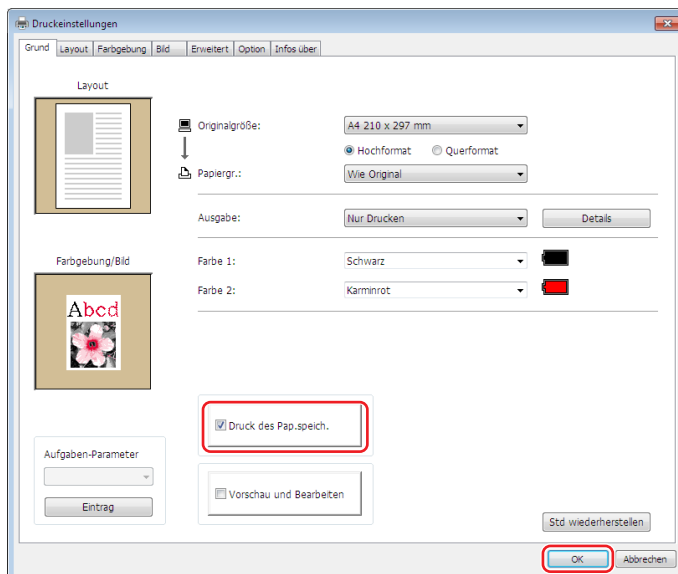 Druckeinstellungen
Grund Layout Farbgebung Bild Erweitert Option Infos über
Layout
Originalgröße: A4 210 x 297 mm
Hochformat Querformat
Papiergr.: Wie Original
Ausgabe: Nur Drucken Details
Farbgebung/Bild
Farbe 1: Schwarz
Farbe 2: Karminrot
Abcd
Druck des Pap.speich.
Aufgaben-Parameter
Vorschau und Bearbeiten
Eintrag
Std wiederherstellen
OK Abbrechen